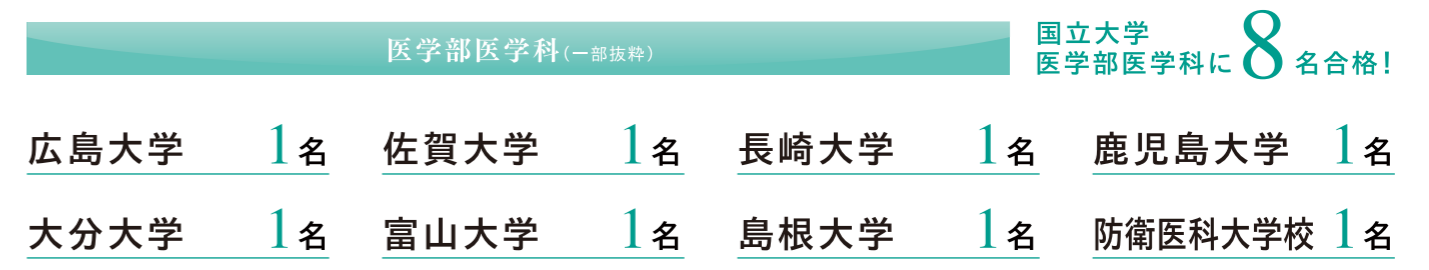 医学部医学科(一部抜粋)
国立大学
医学部医学科に8名合格!
広島大学 1名
佐賀大学 1名
長崎大学 1名
鹿児島大学 1名
大分大学 1名
富山大学 1名
島根大学 1名
防衛医科大学校 1名